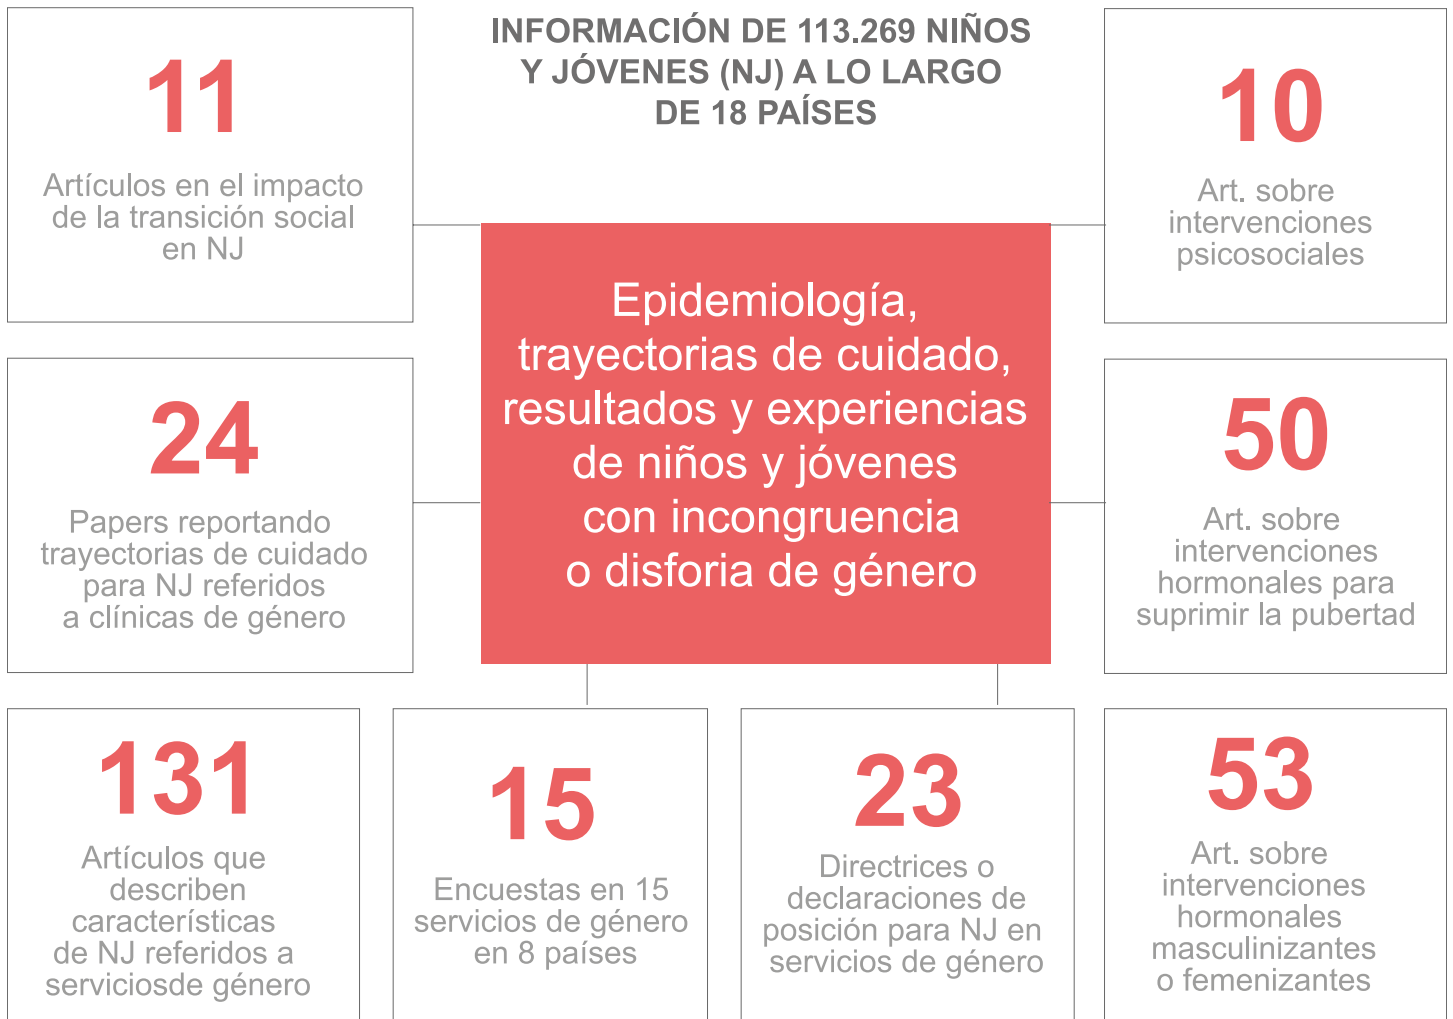 INFORMACIÓN DE 113.269 NIÑOS
Y JÓVENES (NJ) A LO LARGO
DE 18 PAÍSES
11
Artículos en el impacto
de la transición social
en NJ
10
Art. sobre
intervenciones
psicosociales
Epidemiología,
trayectorias de cuidado,
resultados y experiencias
de niños y jóvenes
con incongruencia
o disforia de género
24
Papers reportando
trayectorias de cuidado
para NJ referidos
a clínicas de género
50
Art. sobre
intervenciones
hormonales para
suprimir la pubertad
131
Artículos que
describen
características
de NJ referidos a
serviciosde género
15
Encuestas en 15
servicios de género
en 8 países
23
Directrices o
declaraciones de
posición para NJ en
servicios de género
53
Art. sobre
intervenciones
hormonales
masculinizantes
o femenizantes